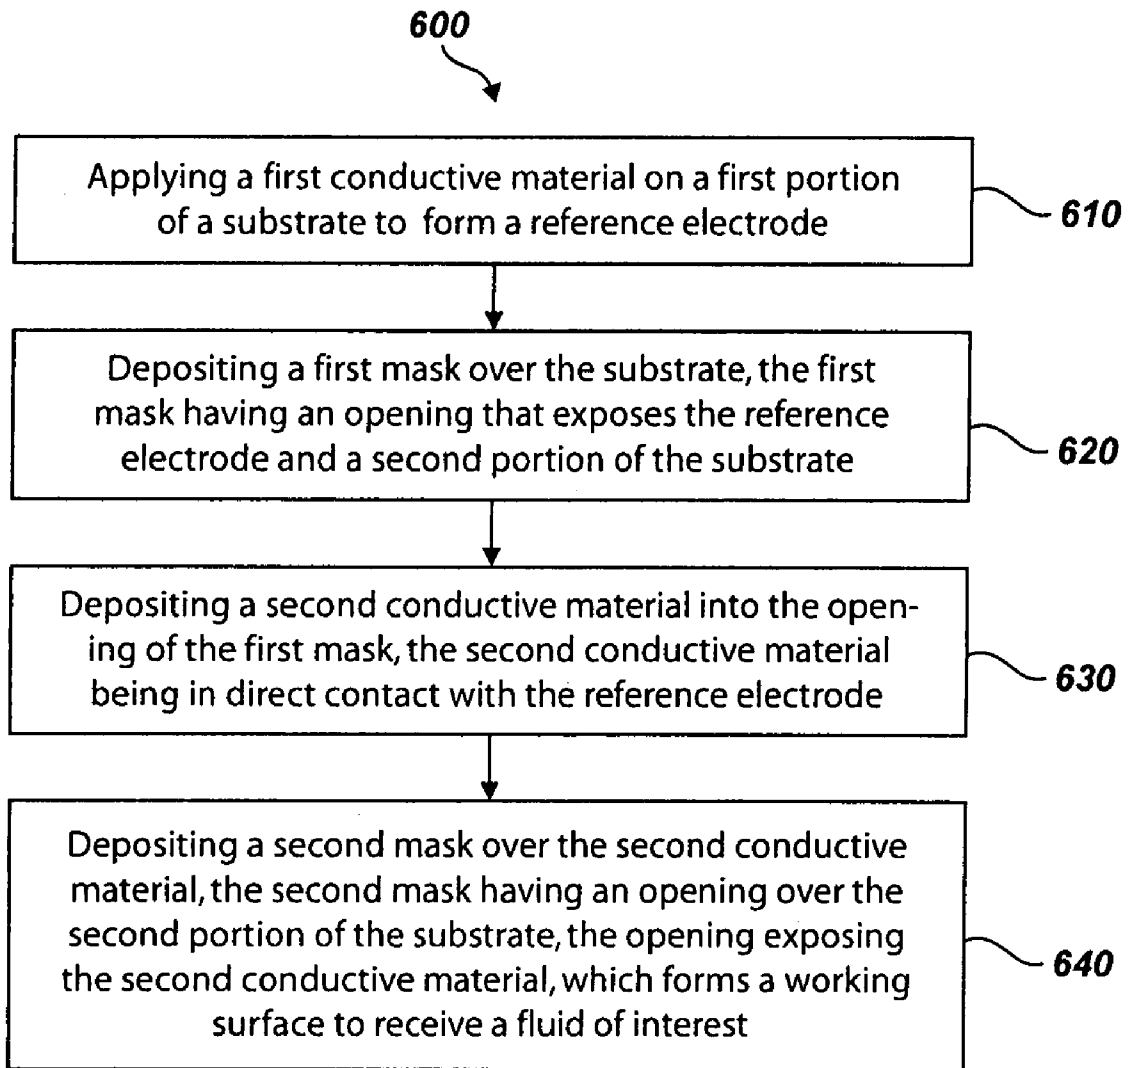 600
Applying a first conductive material on a first portion
of a substrate to form a reference electrode
610
Depositing a first mask over the substrate, the first
mask having an opening that exposes the reference
electrode and a second portion of the substrate
620
Depositing a second conductive material into the open-
ing of the first mask, the second conductive material
being in direct contact with the reference electrode
630
Depositing a second mask over the second conductive
material, the second mask having an opening over the
second portion of the substrate, the opening exposing
the second conductive material, which forms a working
surface to receive a fluid of interest
640